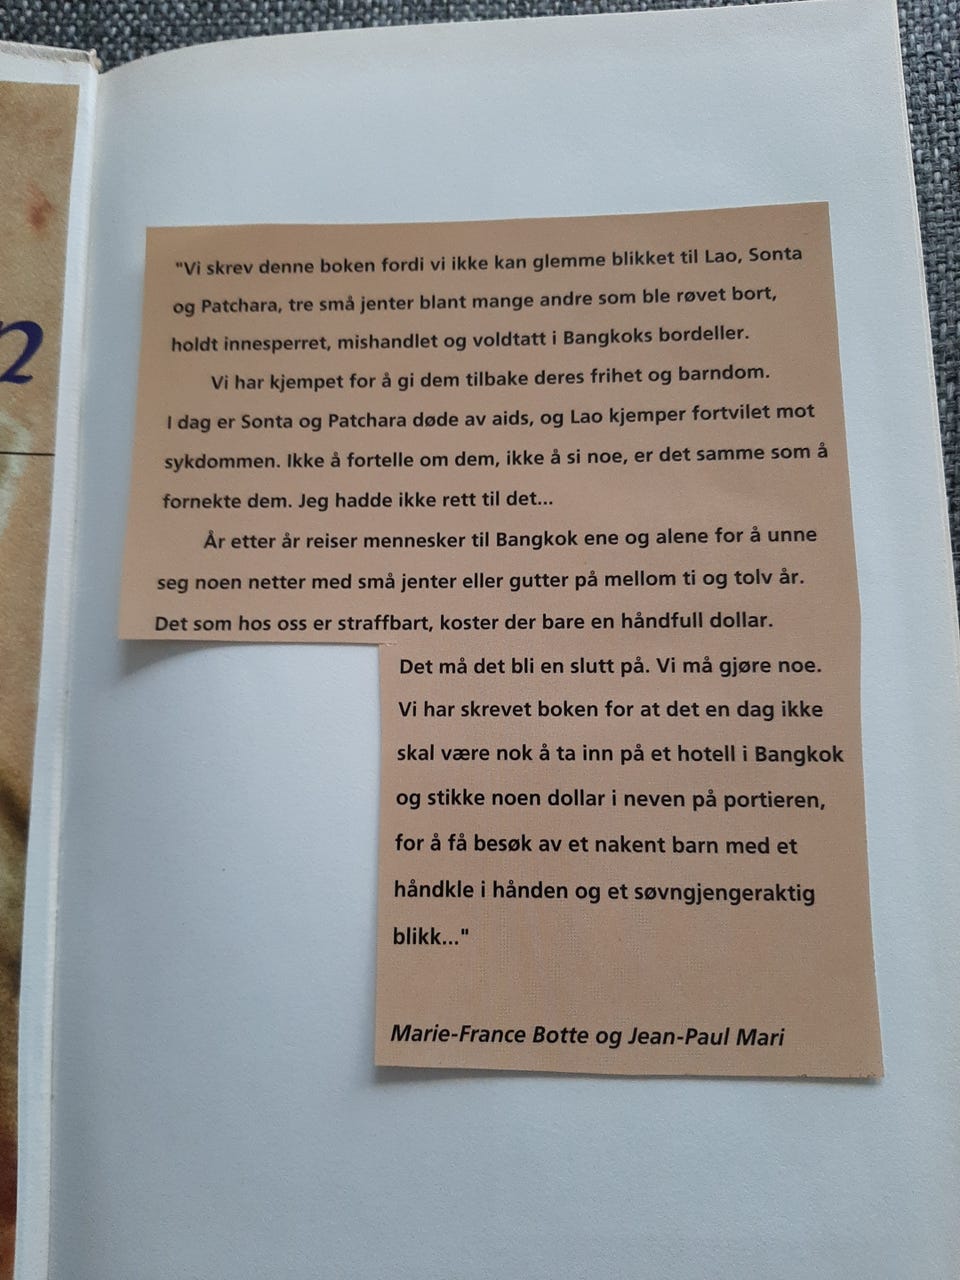 "Vi skrev denne boken fordi vi ikke kan glemme blikket til Lao, Sonta
og Patchara, tre små jenter blant mange andre som ble røvet bort,
holdt innesperret, mishandlet og voldtatt i Bangkoks bordeller.
Vi har kjempet for å gi dem tilbake deres frihet og barndom.
I dag er Sonta og Patchara døde av aids, og Lao kjemper fortvilet mot
sykdommen. Ikke å fortelle om dem, ikke å si noe, er det samme som å
fornekte dem. Jeg hadde ikke rett til det...
År etter år reiser mennesker til Bangkok ene og alene for å unne
seg noen netter med små jenter eller gutter på mellom ti og tolv år.
Det som hos oss er straffbart, koster der bare en håndfull dollar.
Det må det bli en slutt på. Vi må gjøre noe.
Vi har skrevet boken for at det en dag ikke
skal være nok å ta inn på et hotell i Bangkok
og stikke noen dollar i neven på portieren,
for å få besøk av et nakent barn med et
håndkle i hånden og et søvngjengeraktig
blikk..."
Marie-France Botte og Jean-Paul Mari